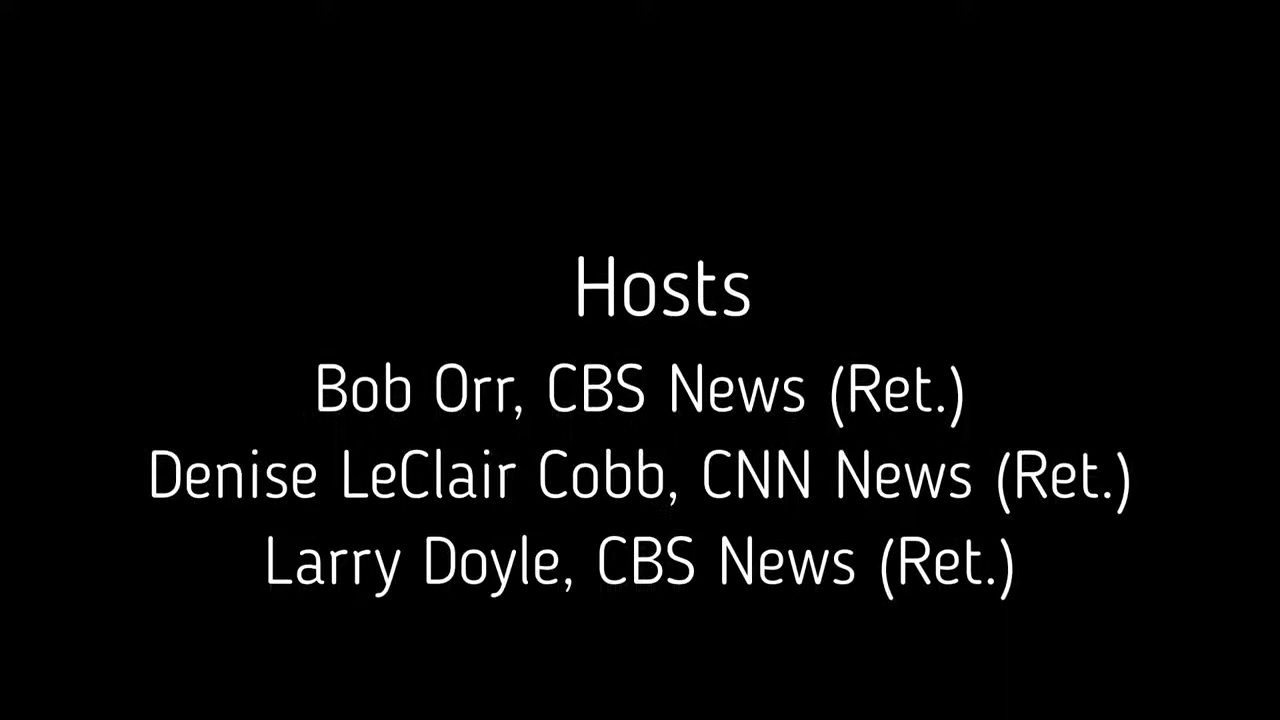 Hosts
Bob Orr, CBS News (Ret.)
Denise LeClair Cobb, CNN News (Ret.)
Larry Doyle, CBS News (Ret.)